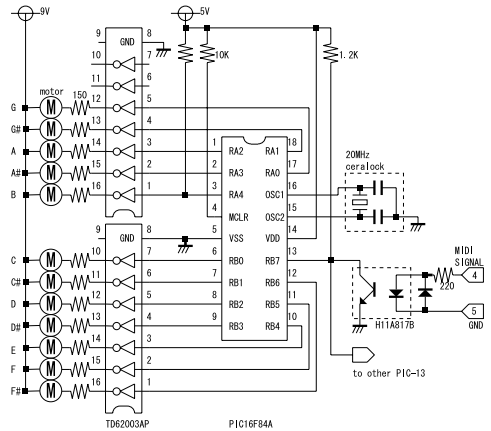 9V
5V
9 GND 8
10 7
11 6
10K
1.2K
motor 150
G 12 5
G# 13 4
A 14 3
A# 15 2
B 16 1
1 RA2 RA1 18
2 RA3 RA0 17
3 RA4 OSC1 16
4 MCLR OSC2 15
5 VSS VDD 14
6 RB0 RB7 13
7 RB1 RB6 12
8 RB2 RB5 11
9 RB3 RB4 10
20MHz
ceralock
9 GND 8
C 10 7
C# 11 6
D 12 5
D# 13 4
E 14 3
F 15 2
F# 16 1
M
M
M
M
M
M
M
M
M
M
M
M
MIDI
SIGNAL
4
220
5
GND
H11A817B
to other PIC-13
TD62003AP
PIC16F84A